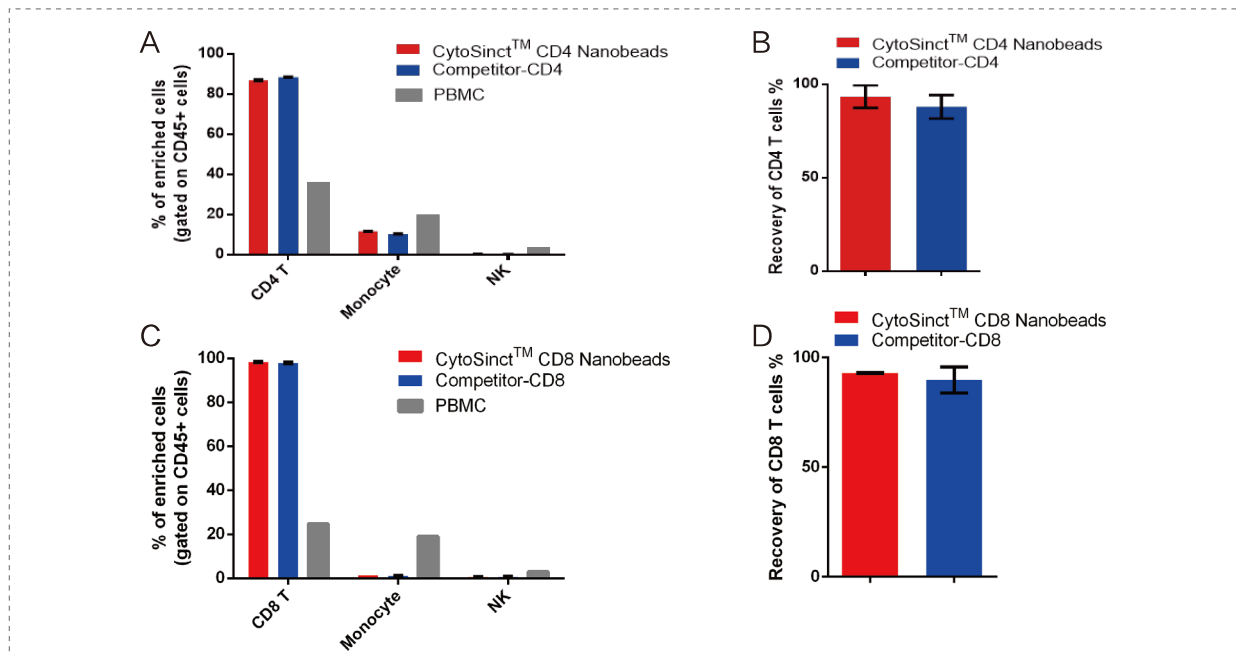 A
CytoSinct™ CD4 Nanobeads
Competitor-CD4
PBMC
% of enriched cells
(gated on CD45+ cells)
100
80
60
40
20
0
CD4 T
Monocyte
NK
B
CytoSinct™ CD4 Nanobeads
Competitor-CD4
Recovery of CD4 T cells %
100
50
0
C
CytoSinct™ CD8 Nanobeads
Competitor-CD8
PBMC
% of enriched cells
(gated on CD45+ cells)
100
80
60
40
20
0
CD8 T
Monocyte
NK
D
CytoSinct™ CD8 Nanobeads
Competitor-CD8
Recovery of CD8 T cells %
100
50
0